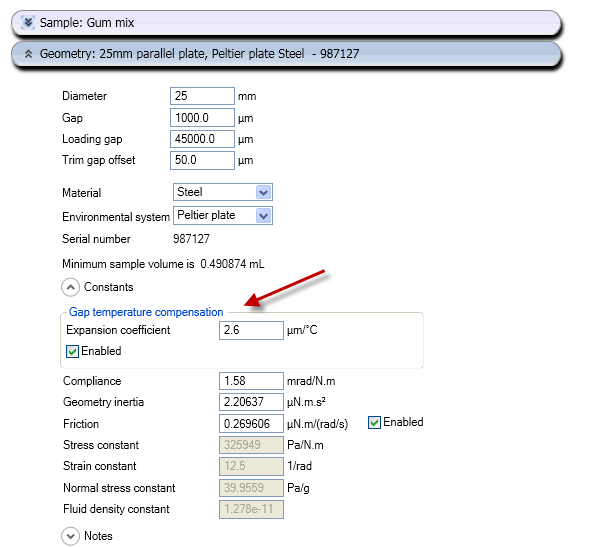 Sample: Gum mix
Geometry: 25mm parallel plate, Peltier plate Steel - 987127
Diameter 25 mm
Gap 1000.0 µm
Loading gap 45000.0 µm
Trim gap offset 50.0 µm
Material Steel
Environmental system Peltier plate
Serial number 987127
Minimum sample volume is 0.490874 mL
Constants
Gap temperature compensation
Expansion coefficient 2.6 µm/°C
Enabled
Compliance 1.58 mrad/N.m
Geometry inertia 2.20637 µN.m.s²
Friction 0.269606 µN.m/(rad/s) Enabled
Stress constant 325949 Pa/N.m
Strain constant 12.5 1/rad
Normal stress constant 39.9559 Pa/g
Fluid density constant 1.278e-11
Notes